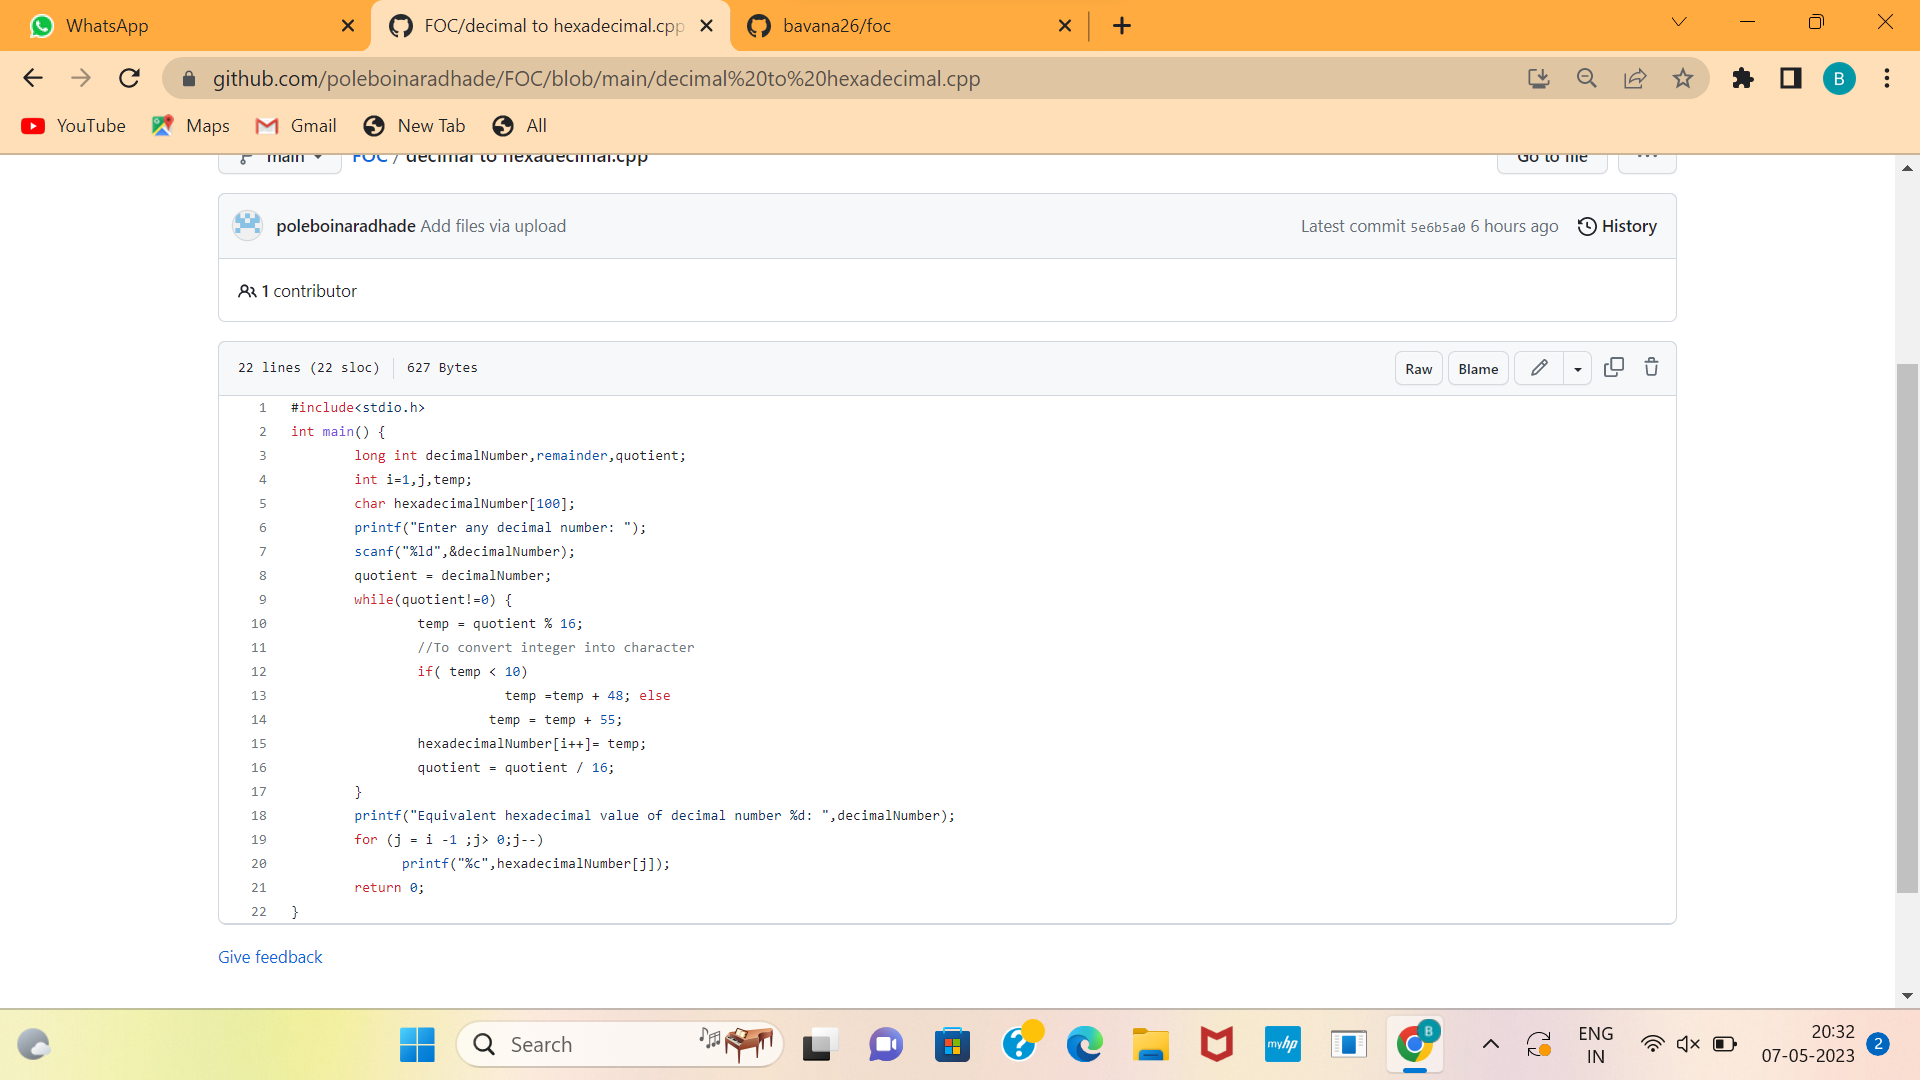 WhatsApp
FOC/decimal to hexadecimal.cpp
bavana26/foc
github.com/poleboinaradhade/FOC/blob/main/decimal%20to%20hexadecimal.cpp
B
YouTube
Maps
Gmail
New Tab
All
main
FOC / decimal to hexadecimal.cpp
Go to file
poleboinaradhade Add files via upload
Latest commit 5e6b5a0 6 hours ago
History
1 contributor
22 lines (22 sloc)
627 Bytes
Raw
Blame
1 #include<stdio.h>
2 int main() {
3 long int decimalNumber,remainder,quotient;
4 int i=1,j,temp;
5 char hexadecimalNumber[100];
6 printf("Enter any decimal number: ");
7 scanf("%ld",&decimalNumber);
8 quotient = decimalNumber;
9 while(quotient!=0) {
10 temp = quotient % 16;
11 //To convert integer into character
12 if( temp < 10)
13 temp =temp + 48; else
14 temp = temp + 55;
15 hexadecimalNumber[i++]= temp;
16 quotient = quotient / 16;
17 }
18 printf("Equivalent hexadecimal value of decimal number %d: ",decimalNumber);
19 for (j = i -1 ;j> 0;j--)
20 printf("%c",hexadecimalNumber[j]);
21 return 0;
22 }
Give feedback
Search
myhp
B
ENG
IN
20:32
07-05-2023
2